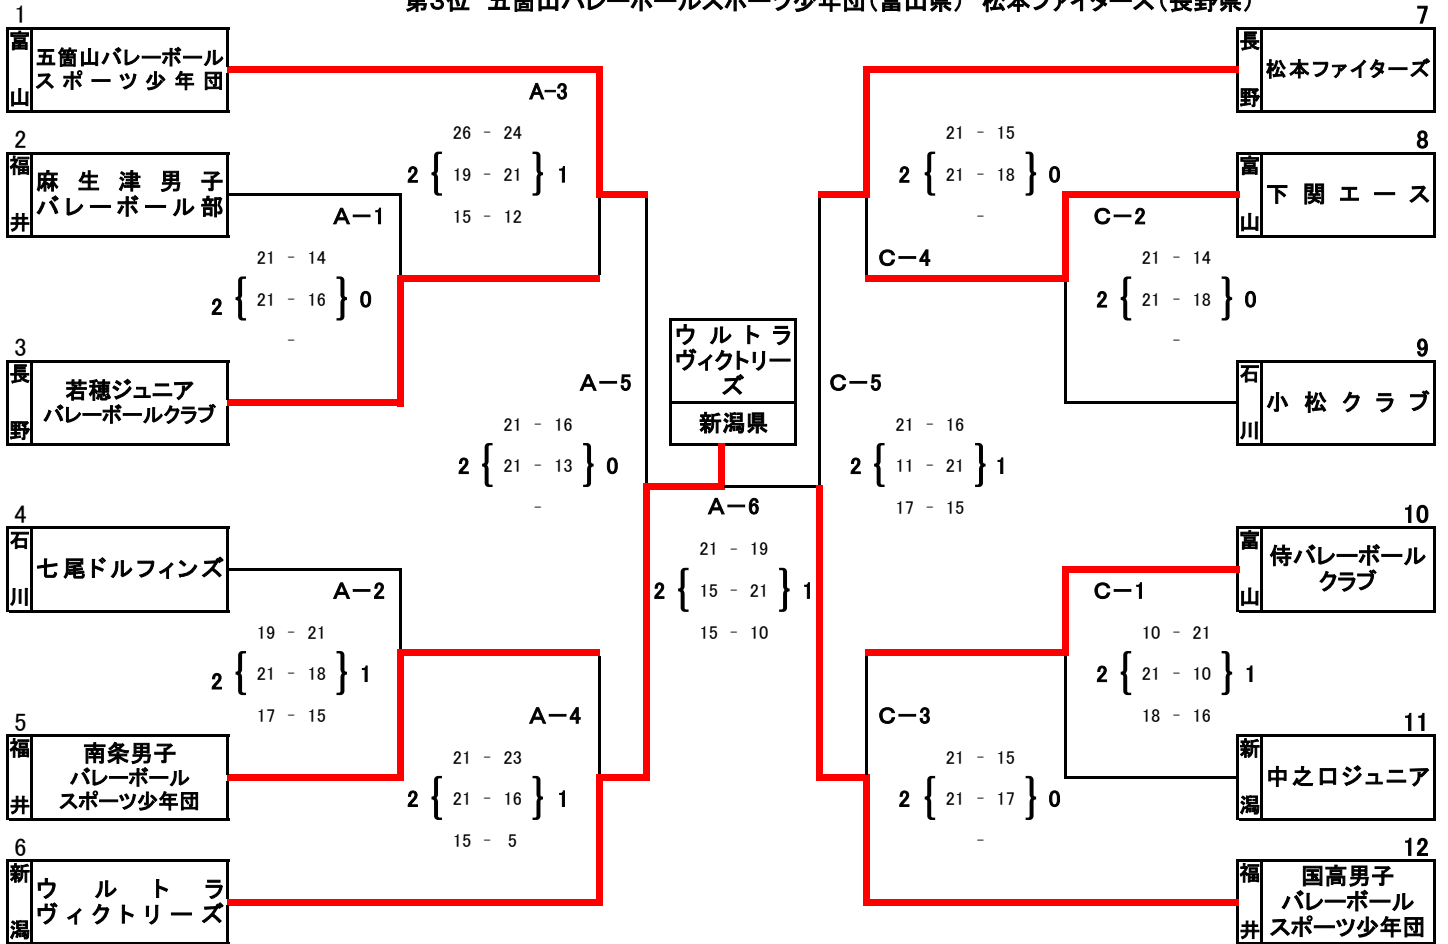 第3位 五箇山バレーボールスポーツ少年団(富山県) 松本ファイターズ(長野県)
1
富山
五箇山バレーボール
スポーツ少年団
2
福井
麻生津男子
バレーボール部
3
長野
若穂ジュニア
バレーボールクラブ
4
石川
七尾ドルフィンズ
5
福井
南条男子
バレーボール
スポーツ少年団
6
新潟
ウルトラ
ヴィクトリーズ
A-3
26 - 24
2 { 19 - 21 } 1
15 - 12
A-1
21 - 14
2 { 21 - 16 } 0
-
A-5
21 - 16
2 { 21 - 13 } 0
-
A-2
19 - 21
2 { 21 - 18 } 1
17 - 15
A-4
21 - 23
2 { 21 - 16 } 1
15 - 5
ウルトラ
ヴィクトリー
ズ
新潟県
A-6
21 - 19
2 { 15 - 21 } 1
15 - 10
21 - 15
2 { 21 - 18 } 0
-
C-4
C-2
21 - 14
2 { 21 - 18 } 0
-
C-5
21 - 16
2 { 11 - 21 } 1
17 - 15
C-1
10 - 21
2 { 21 - 10 } 1
18 - 16
C-3
21 - 15
2 { 21 - 17 } 0
-
7
長野
松本ファイターズ
8
富山
下関エース
9
石川
小松クラブ
10
富山
侍バレーボール
クラブ
11
新潟
中之口ジュニア
12
福井
国高男子
バレーボール
スポーツ少年団